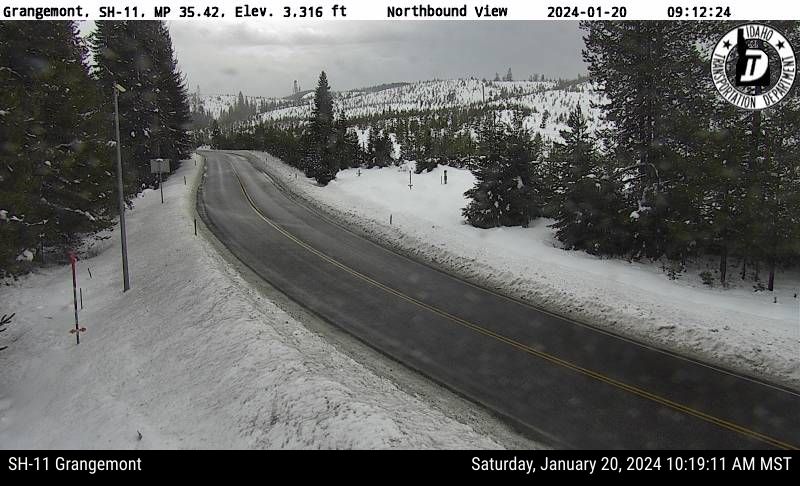 Grangemont, SH-11, MP 35.42, Elev. 3,316 ft Northbound View 2024-01-20 09:12:24
IDAHO
TRANSPORTATION DEPARTMENT
SH-11 Grangemont Saturday, January 20, 2024 10:19:11 AM MST